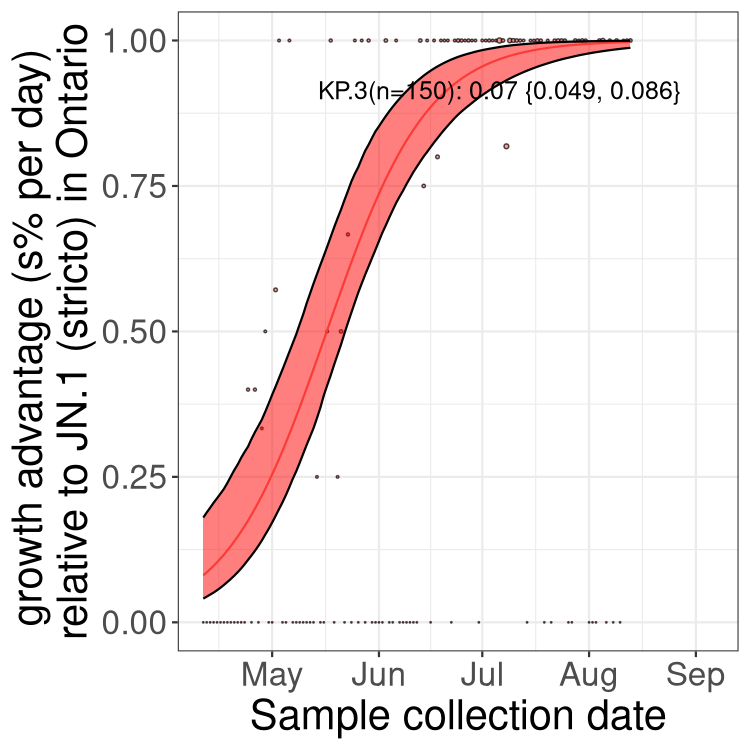 growth advantage (s% per day)
relative to JN.1 (stricto) in Ontario
1.00
0.75
0.50
0.25
0.00
KP.3(n=150): 0.07 {0.049, 0.086}
May Jun Jul Aug Sep
Sample collection date